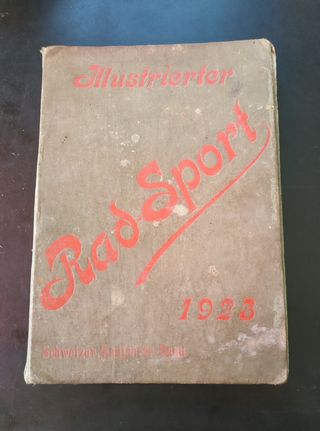 Illustrierter
Rad-Sport
1923
Schweizer